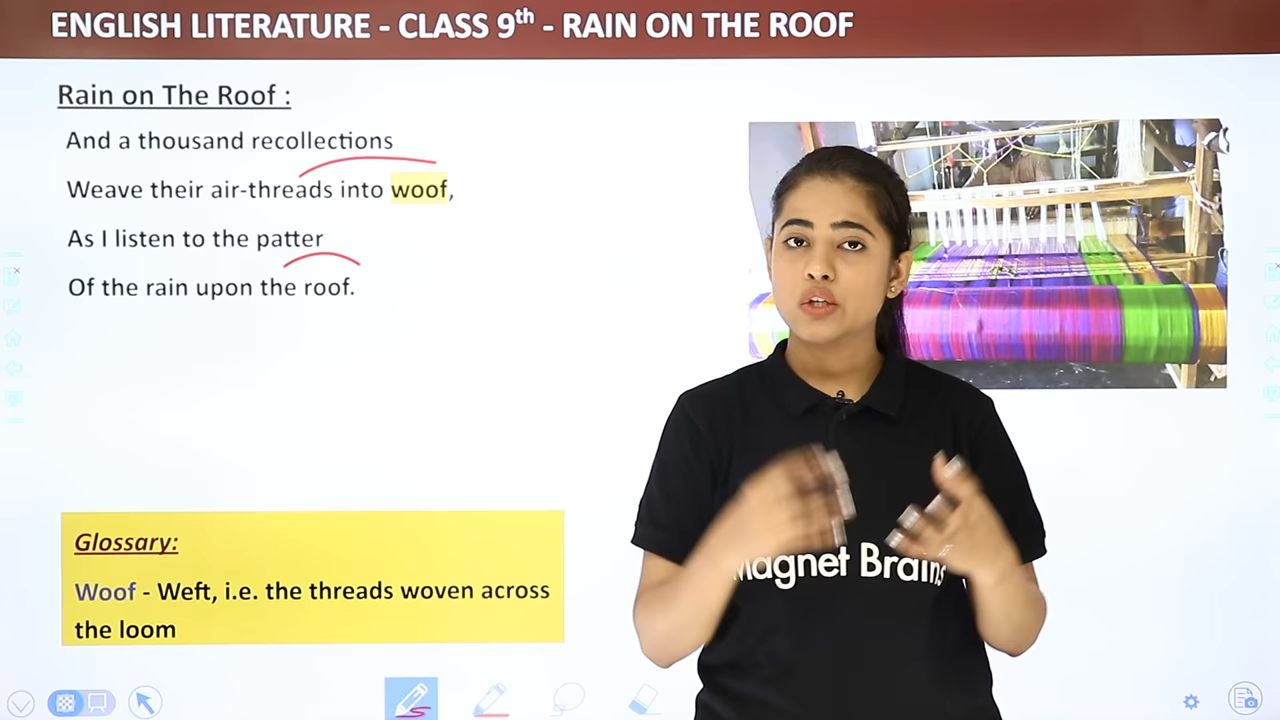 ENGLISH LITERATURE - CLASS 9th - RAIN ON THE ROOF
Rain on The Roof :
And a thousand recollections
Weave their air-threads into woof,
As I listen to the patter
Of the rain upon the roof.
Glossary:
Woof - Weft, i.e. the threads woven across
the loom
Magnet Brains